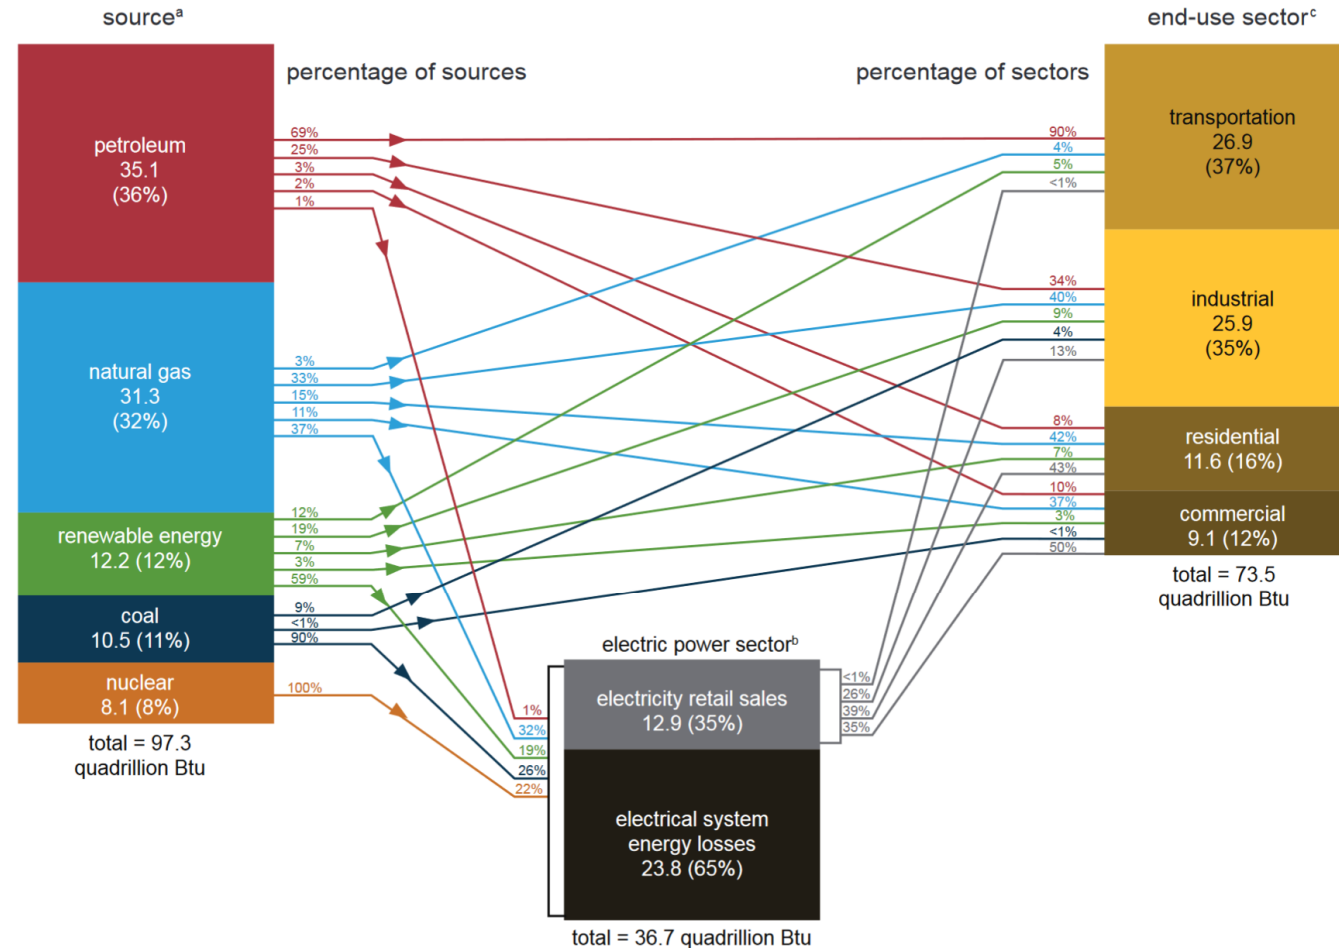 sourceᵃ
end-use sectorᶜ
percentage of sources
percentage of sectors
petroleum
35.1
(36%)
69%
25%
3%
2%
1%
natural gas
31.3
(32%)
3%
33%
15%
11%
37%
renewable energy
12.2 (12%)
12%
19%
7%
3%
59%
coal
10.5 (11%)
9%
<1%
90%
nuclear
8.1 (8%)
100%
total = 97.3
quadrillion Btu
1%
32%
19%
26%
22%
electric power sectorᵇ
electricity retail sales
12.9 (35%)
electrical system
energy losses
23.8 (65%)
total = 36.7 quadrillion Btu
<1%
26%
39%
35%
90%
4%
5%
<1%
transportation
26.9
(37%)
34%
40%
9%
4%
13%
industrial
25.9
(35%)
8%
42%
7%
43%
residential
11.6 (16%)
10%
37%
3%
<1%
50%
commercial
9.1 (12%)
total = 73.5
quadrillion Btu